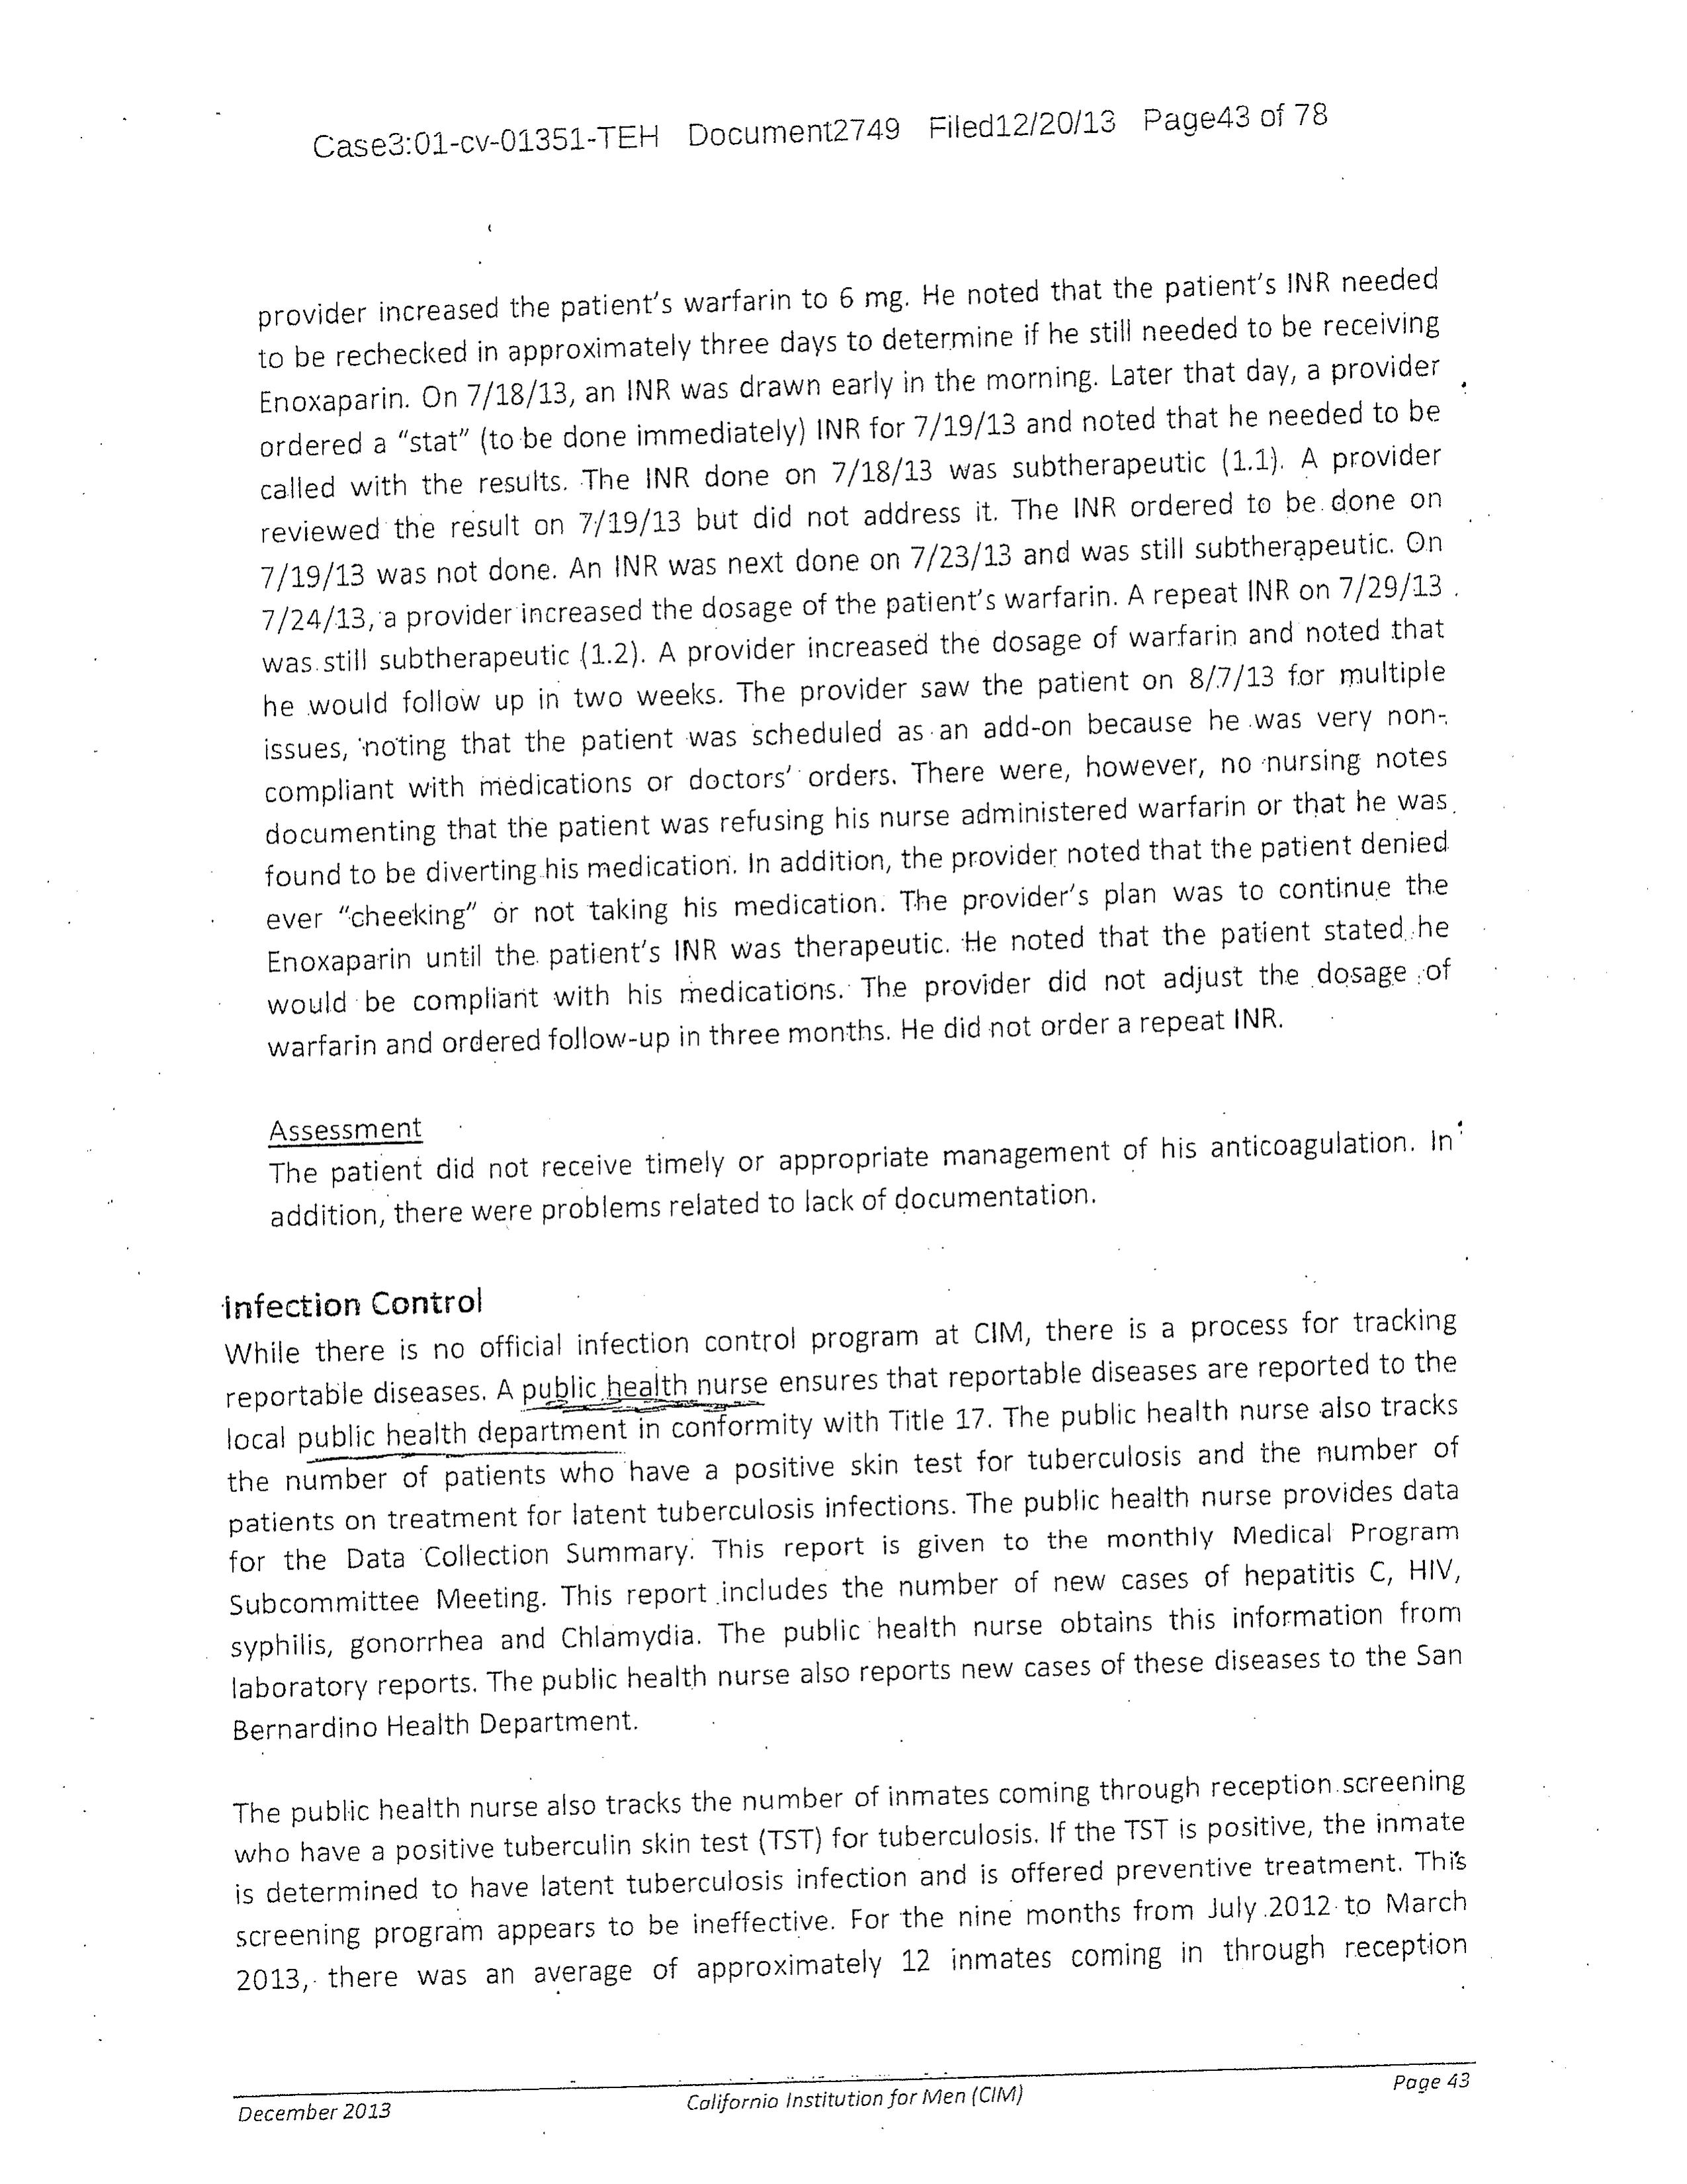 Case3:01-cv-01351-TEH Document2749 Filed12/20/13 Page43 of 78
provider increased the patient's warfarin to 6 mg. He noted that the patient's INR needed
to be rechecked in approximately three days to determine if he still needed to be receiving
Enoxaparin. On 7/18/13, an INR was drawn early in the morning. Later that day, a provider
ordered a "stat" (to be done immediately) INR for 7/19/13 and noted that he needed to be
called with the results. The INR done on 7/18/13 was subtherapeutic (1.1). A provider
reviewed the result on 7/19/13 but did not address it. The INR ordered to be done on
7/19/13 was not done. An INR was next done on 7/23/13 and was still subtherapeutic. On
7/24/13, a provider increased the dosage of the patient's warfarin. A repeat INR on 7/29/13
was still subtherapeutic (1.2). A provider increased the dosage of warfarin and noted that
he would follow up in two weeks. The provider saw the patient on 8/7/13 for multiple
issues, noting that the patient was scheduled as an add-on because he was very non-
compliant with medications or doctors' orders. There were, however, no nursing notes
documenting that the patient was refusing his nurse administered warfarin or that he was
found to be diverting his medication. In addition, the provider noted that the patient denied
ever "cheeking" or not taking his medication. The provider's plan was to continue the
Enoxaparin until the patient's INR was therapeutic. He noted that the patient stated he
would be compliant with his medications. The provider did not adjust the dosage of
warfarin and ordered follow-up in three months. He did not order a repeat INR.
Assessment
The patient did not receive timely or appropriate management of his anticoagulation. In
addition, there were problems related to lack of documentation.
Infection Control
While there is no official infection control program at CIM, there is a process for tracking
reportable diseases. A public health nurse ensures that reportable diseases are reported to the
local public health department in conformity with Title 17. The public health nurse also tracks
the number of patients who have a positive skin test for tuberculosis and the number of
patients on treatment for latent tuberculosis infections. The public health nurse provides data
for the Data Collection Summary. This report is given to the monthly Medical Program
Subcommittee Meeting. This report includes the number of new cases of hepatitis C, HIV,
syphilis, gonorrhea and Chlamydia. The public health nurse obtains this information from
laboratory reports. The public health nurse also reports new cases of these diseases to the San
Bernardino Health Department.
The public health nurse also tracks the number of inmates coming through reception screening
who have a positive tuberculin skin test (TST) for tuberculosis. If the TST is positive, the inmate
is determined to have latent tuberculosis infection and is offered preventive treatment. This
screening program appears to be ineffective. For the nine months from July 2012 to March
2013, there was an average of approximately 12 inmates coming in through reception
December 2013 California Institution for Men (CIM) Page 43